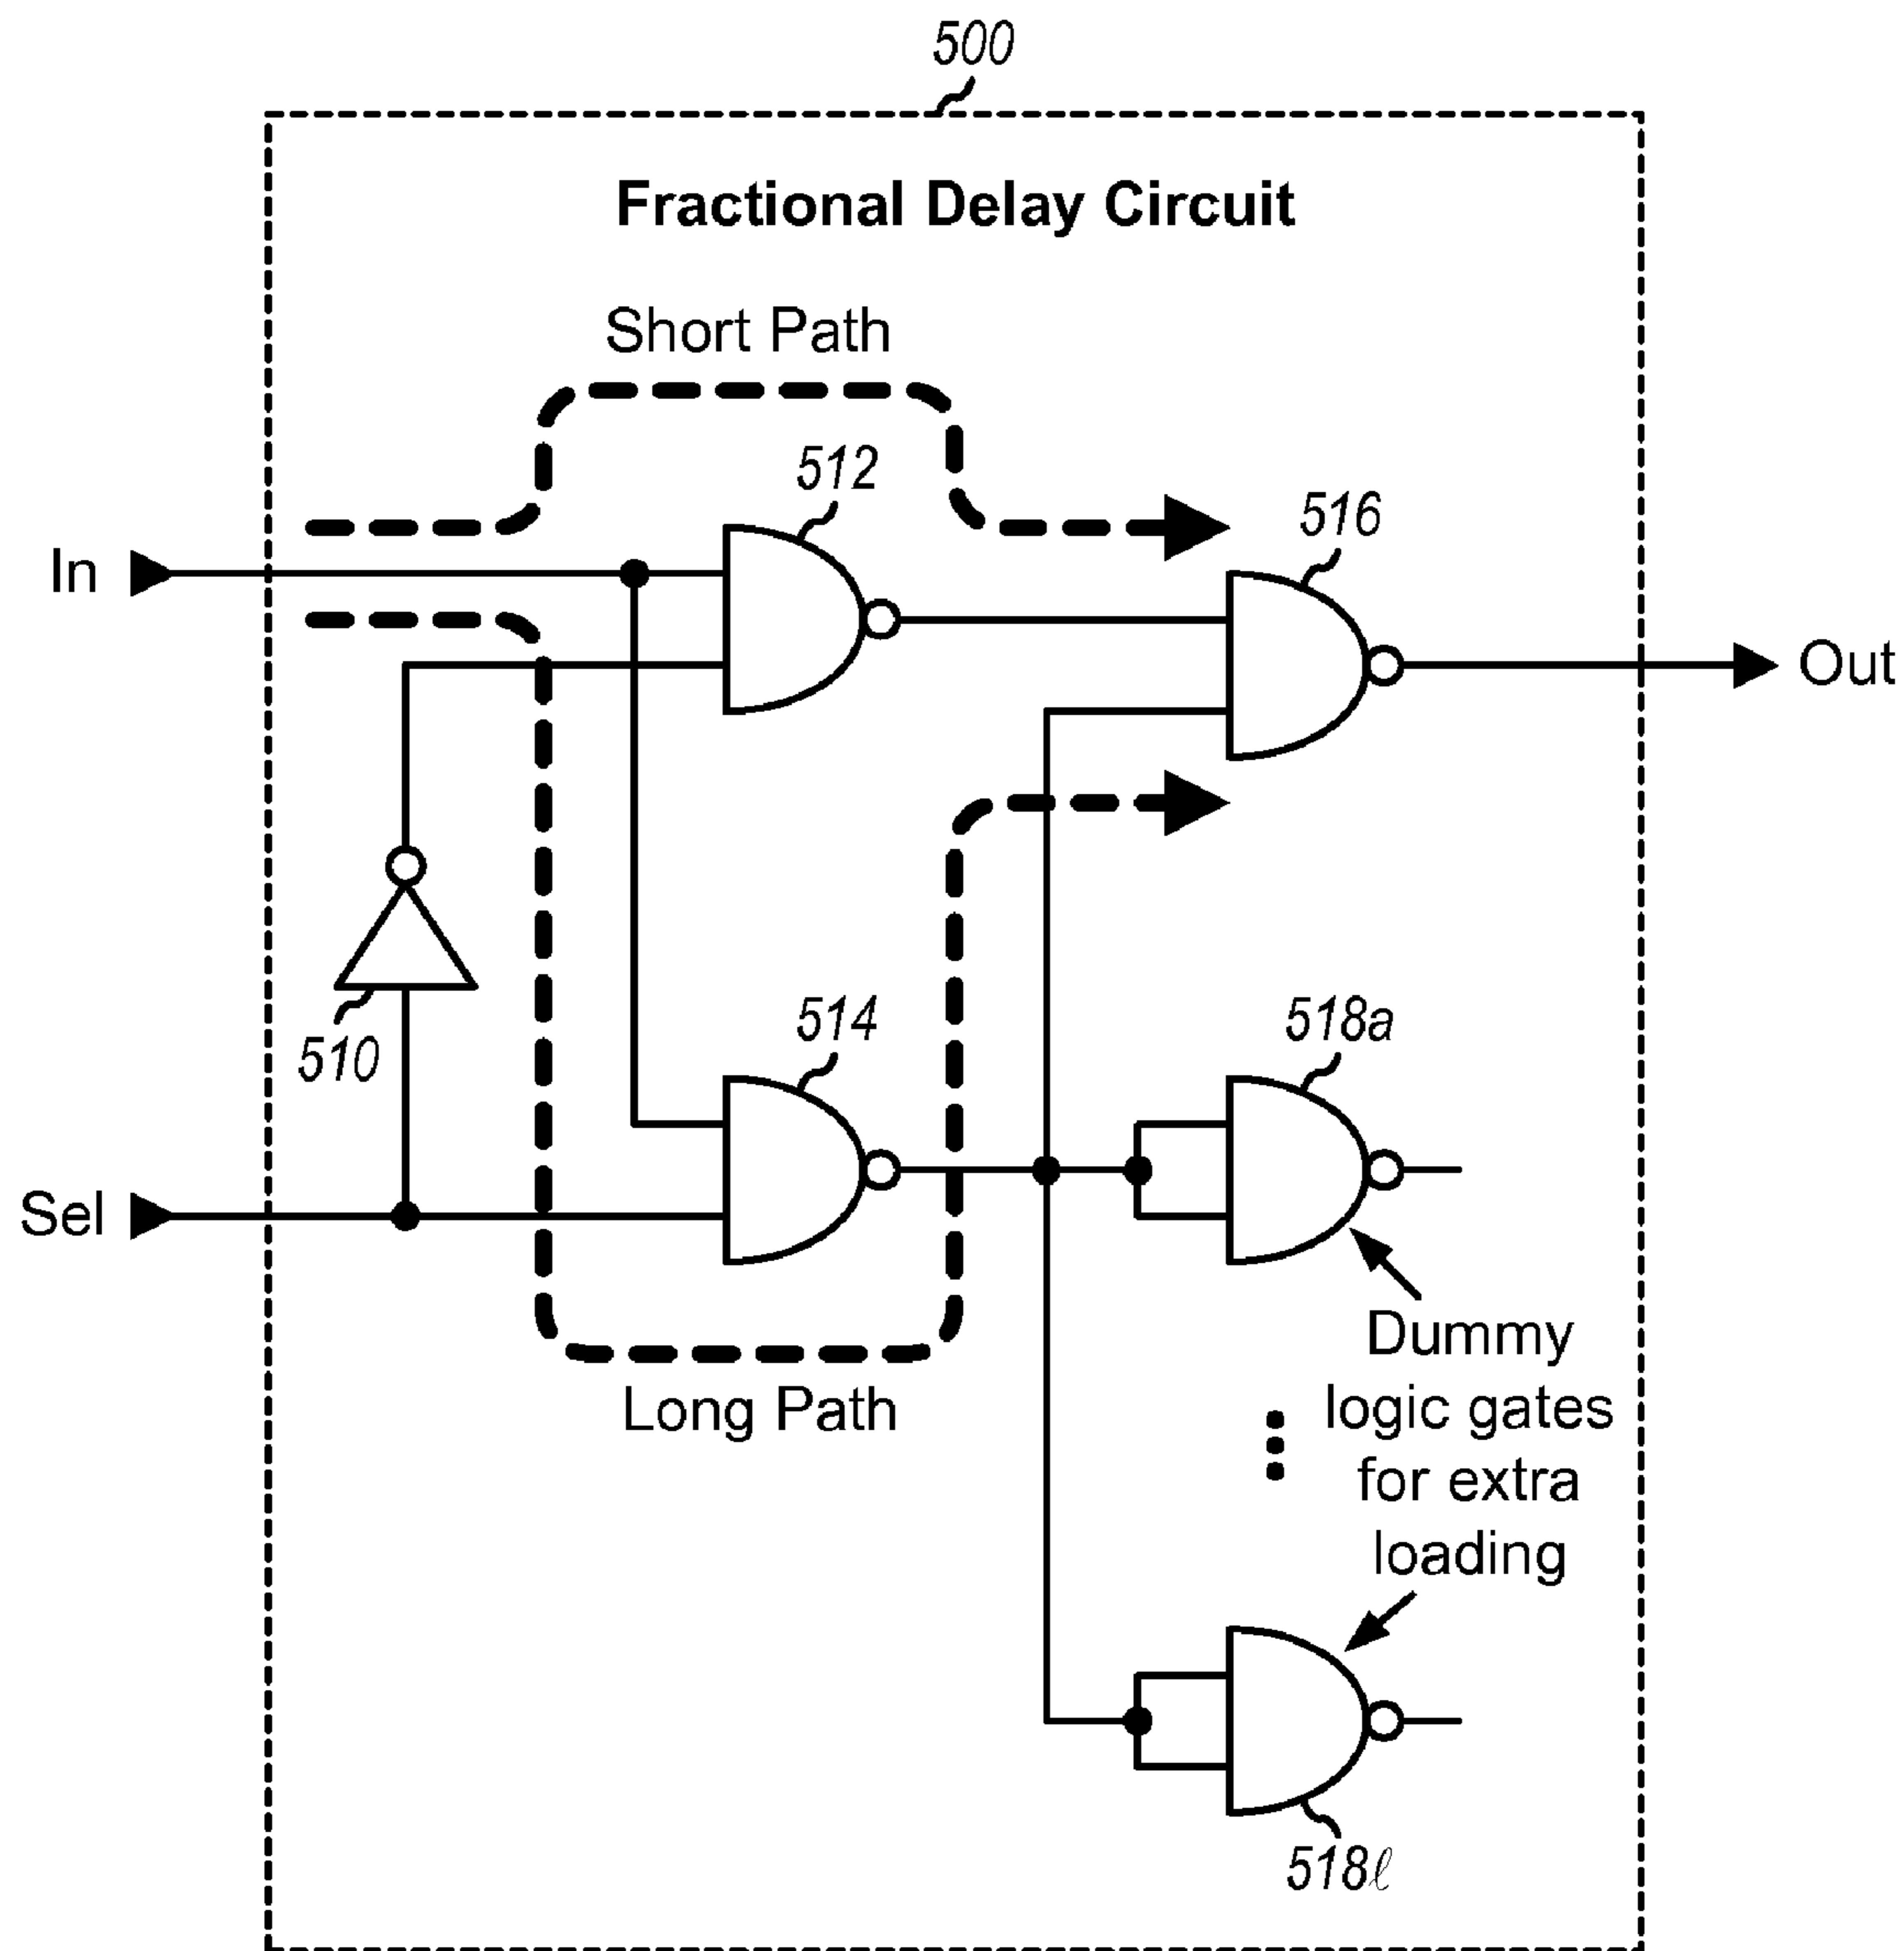 500
Fractional Delay Circuit
Short Path
512
516
In
Out
510
514
518a
Sel
Dummy
logic gates
for extra
loading
Long Path
518ℓ